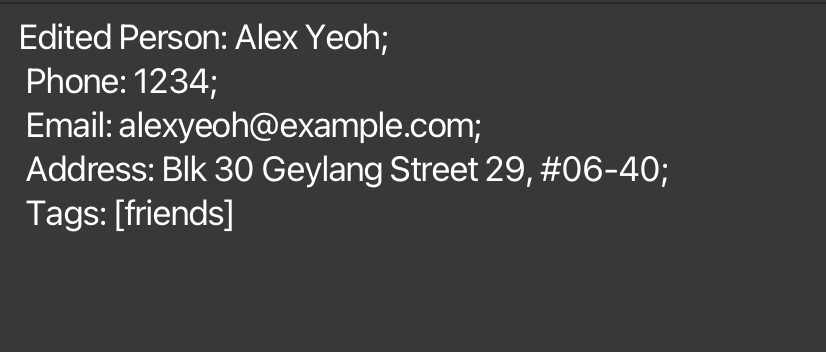 Edited Person: Alex Yeoh;
Phone: 1234;
Email: alexyeoh@example.com;
Address: Blk 30 Geylang Street 29, #06-40;
Tags: [friends]